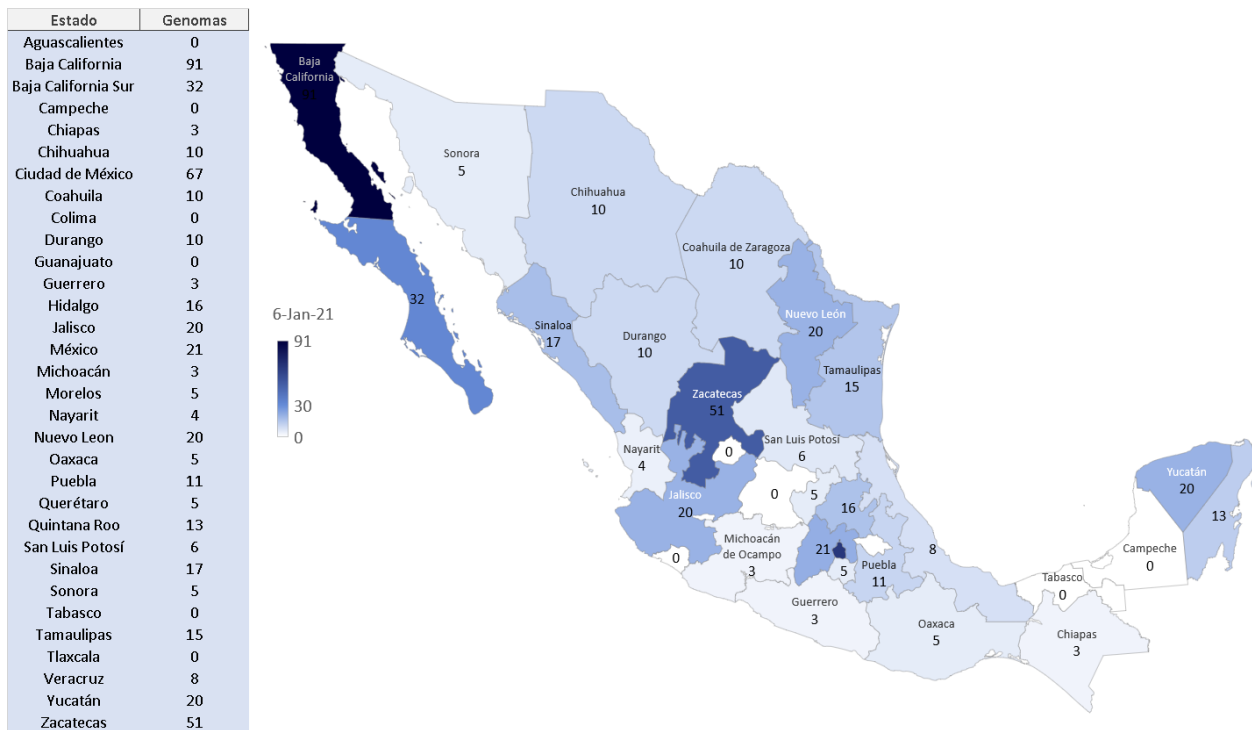 Estado Genomas
Aguascalientes 0
Baja California 91
Baja California Sur 32
Campeche 0
Chiapas 3
Chihuahua 10
Ciudad de México 67
Coahuila 10
Colima 0
Durango 10
Guanajuato 0
Guerrero 3
Hidalgo 16
Jalisco 20
México 21
Michoacán 3
Morelos 5
Nayarit 4
Nuevo Leon 20
Oaxaca 5
Puebla 11
Querétaro 5
Quintana Roo 13
San Luis Potosí 6
Sinaloa 17
Sonora 5
Tabasco 0
Tamaulipas 15
Tlaxcala 0
Veracruz 8
Yucatán 20
Zacatecas 51
6-Jan-21
91
30
0
Baja
California
91
32
Sonora
5
Chihuahua
10
Coahuila de Zaragoza
10
Nuevo León
20
Tamaulipas
15
Sinaloa
17
Durango
10
Zacatecas
51
San Luis Potosí
6
Nayarit
4
0
0
5
16
Jalisco
20
0
Michoacán
de Ocampo
3
21
5
Puebla
11
8
Guerrero
3
Oaxaca
5
Tabasco
0
Chiapas
3
Campeche
0
Yucatán
20
13